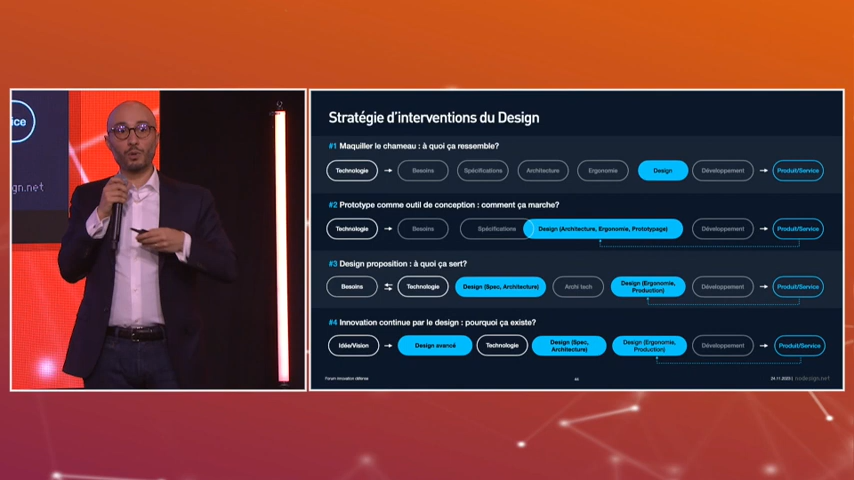 ice
gn.net
Stratégie d'interventions du Design
#1 Maquiller le chameau : à quoi ça ressemble?
Technologie Besoins Spécifications Architecture Ergonomie Design Développement Produit/Service
#2 Prototype comme outil de conception : comment ça marche?
Technologie Besoins Spécifications Design (Architecture, Ergonomie, Prototypage) Développement Produit/Service
#3 Design proposition : à quoi ça sert?
Besoins Technologie Design (Spec, Architecture) Archi tech Design (Ergonomie, Production) Développement Produit/Service
#4 Innovation continue par le design : pourquoi ça existe?
Idée/Vision Design avancé Technologie Design (Spec, Architecture) Design (Ergonomie, Production) Développement Produit/Service
Forum innovation défense 24.11.2023 | nodesign.net